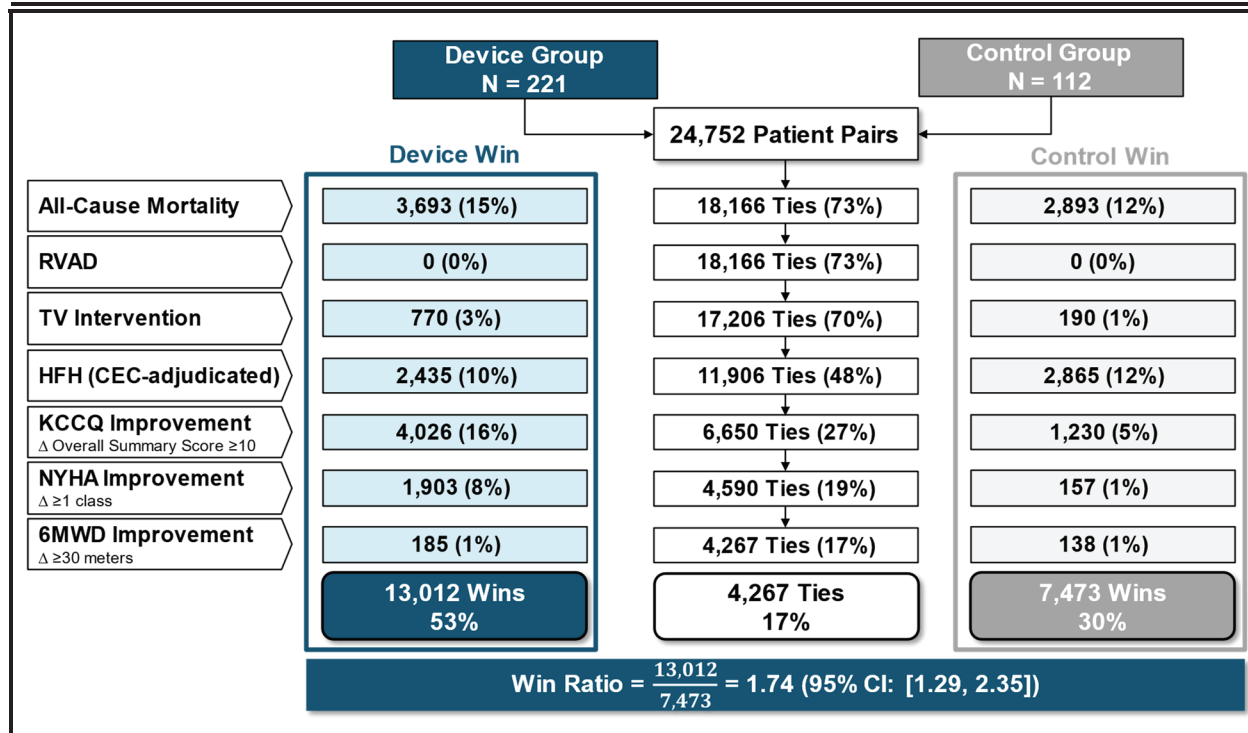 Device Group
N = 221
Control Group
N = 112
24,752 Patient Pairs
Device Win
Control Win
All-Cause Mortality
3,693 (15%)
18,166 Ties (73%)
2,893 (12%)
RVAD
0 (0%)
18,166 Ties (73%)
0 (0%)
TV Intervention
770 (3%)
17,206 Ties (70%)
190 (1%)
HFH (CEC-adjudicated)
2,435 (10%)
11,906 Ties (48%)
2,865 (12%)
KCCQ Improvement
Δ Overall Summary Score ≥10
4,026 (16%)
6,650 Ties (27%)
1,230 (5%)
NYHA Improvement
Δ ≥1 class
1,903 (8%)
4,590 Ties (19%)
157 (1%)
6MWD Improvement
Δ ≥30 meters
185 (1%)
4,267 Ties (17%)
138 (1%)
13,012 Wins
53%
4,267 Ties
17%
7,473 Wins
30%
Win Ratio = 13,012/7,473 = 1.74 (95% CI: [1.29, 2.35])